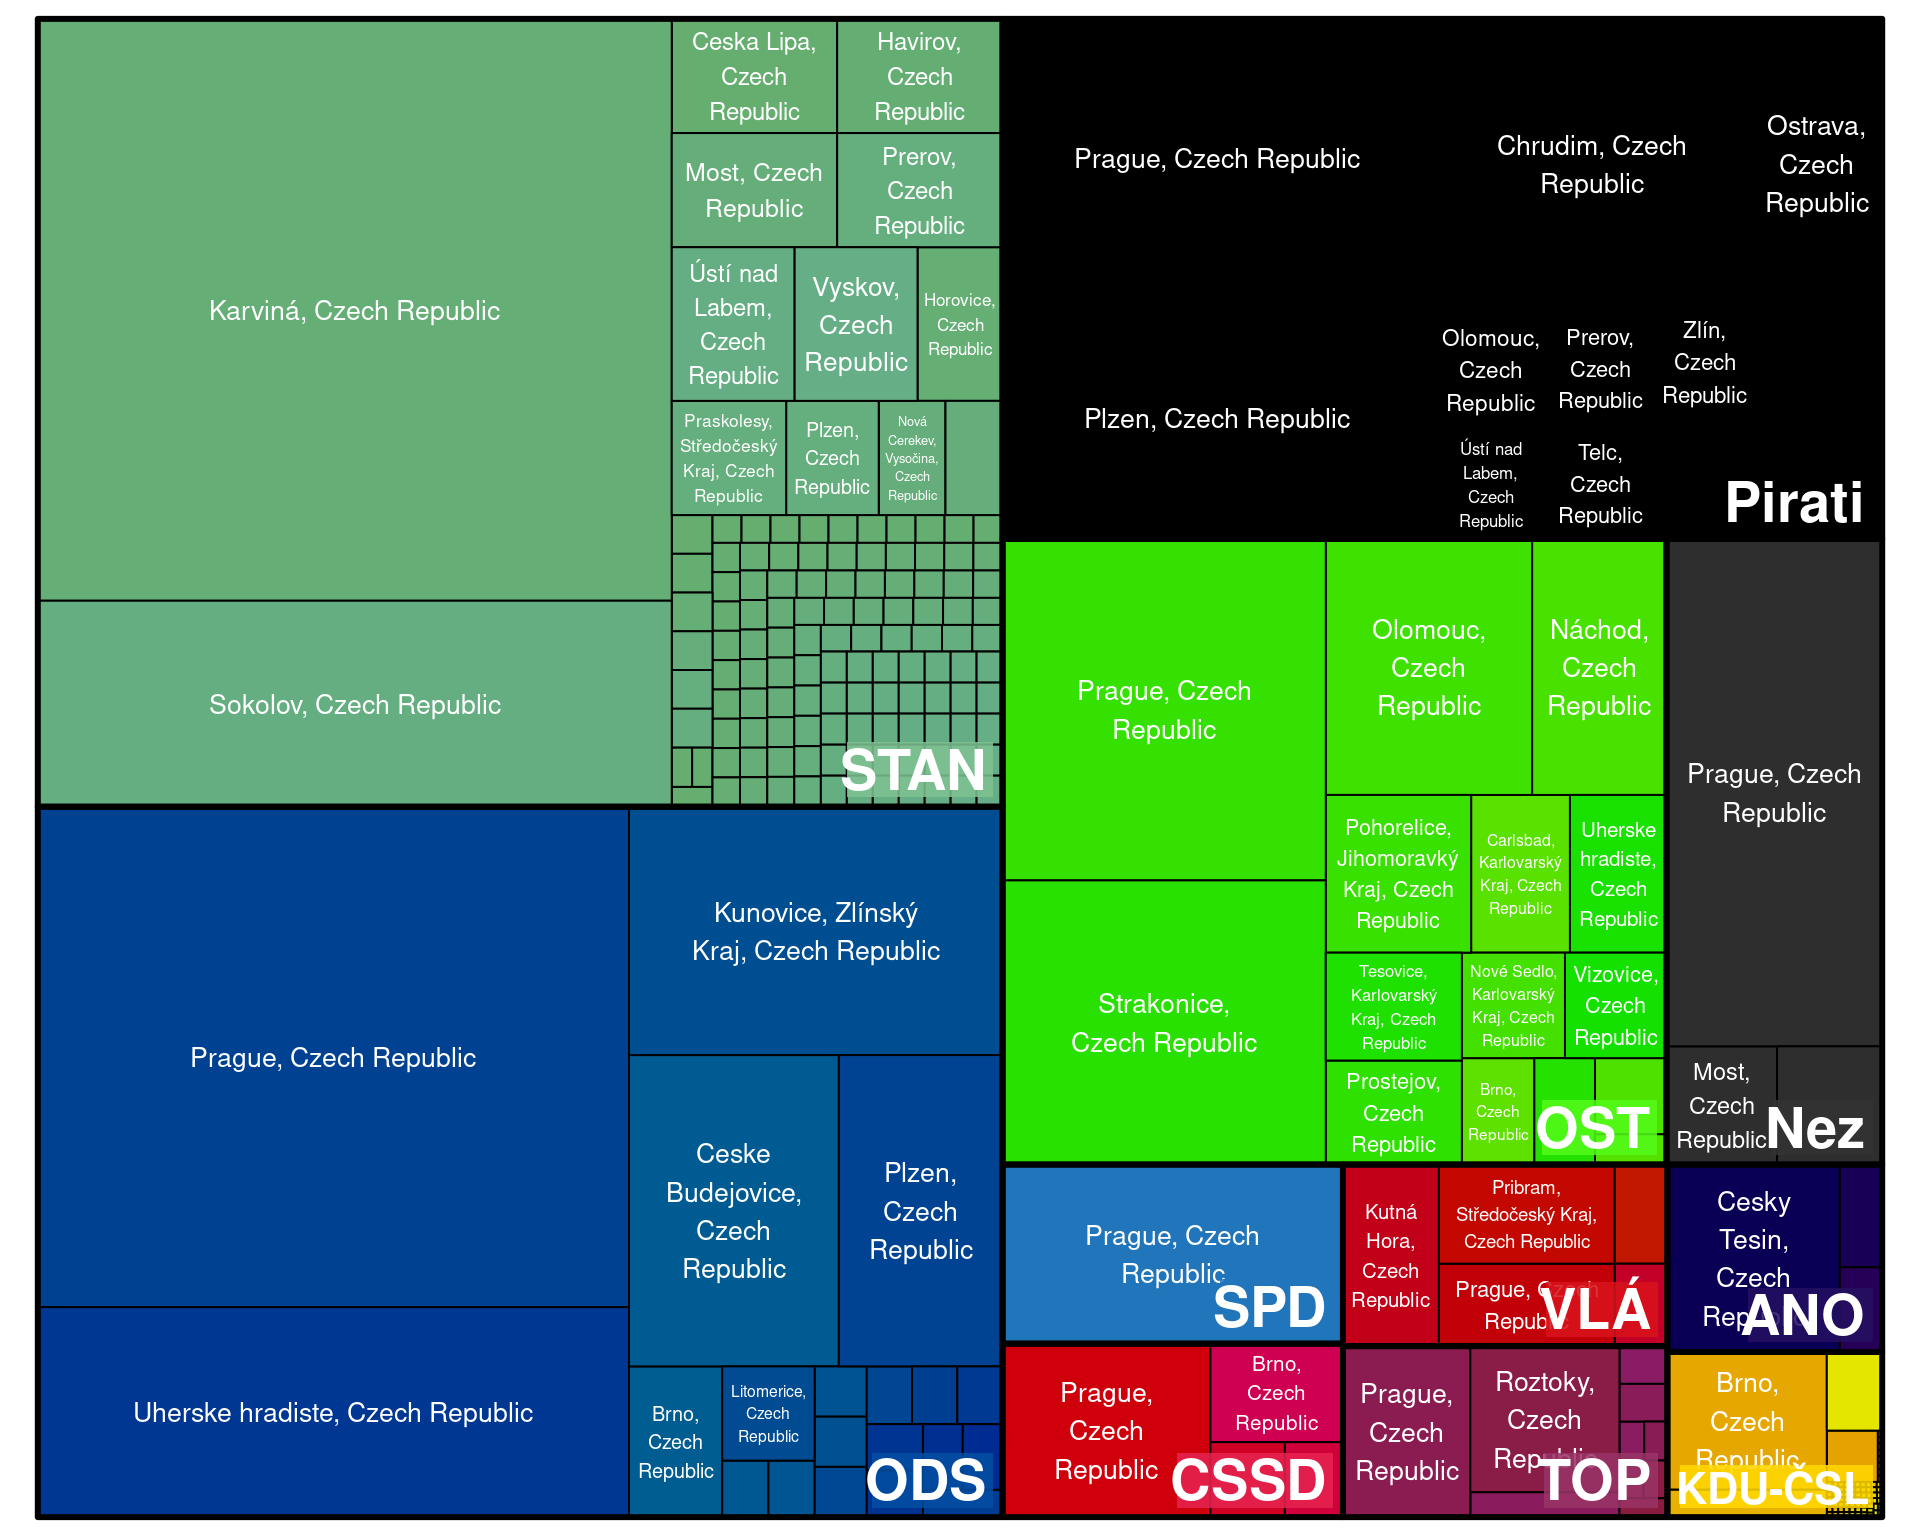 Karviná, Czech Republic
Sokolov, Czech Republic
Ceska Lipa,
Czech
Republic
Havirov,
Czech
Republic
Most, Czech
Republic
Prerov,
Czech
Republic
Ústí nad
Labem,
Czech
Republic
Vyskov,
Czech
Republic
Horovice,
Czech
Republic
Praskolesy,
Středočeský
Kraj, Czech
Republic
Plzen,
Czech
Republic
Nová
Cerekev,
Vysočina,
Czech
Republic
STAN
Prague, Czech Republic
Chrudim, Czech
Republic
Ostrava,
Czech
Republic
Plzen, Czech Republic
Olomouc,
Czech
Republic
Prerov,
Czech
Republic
Zlín,
Czech
Republic
Ústí nad
Labem,
Czech
Republic
Telc,
Czech
Republic
Pirati
Prague, Czech Republic
Uherske hradiste, Czech Republic
Kunovice, Zlínský
Kraj, Czech Republic
Ceske
Budejovice,
Czech
Republic
Plzen,
Czech
Republic
Brno,
Czech
Republic
Litomerice,
Czech
Republic
ODS
Prague, Czech
Republic
Strakonice,
Czech Republic
Olomouc,
Czech
Republic
Náchod,
Czech
Republic
Pohorelice,
Jihomoravký
Kraj, Czech
Republic
Carlsbad,
Karlovarský
Kraj, Czech
Republic
Uherske
hradiste,
Czech
Republic
Tesovice,
Karlovarský
Kraj, Czech
Republic
Nové Sedlo,
Karlovarský
Kraj, Czech
Republic
Vizovice,
Czech
Republic
Prostejov,
Czech
Republic
Brno,
Czech
Republic
OST
Prague, Czech
Republic
Most,
Czech
Republic
Nez
Prague, Czech
Republic
SPD
Kutná
Hora,
Czech
Republic
Pribram,
Středočeský Kraj,
Czech Republic
Prague, Czech
Republic
VLÁ
Cesky
Tesin,
Czech
Republic
ANO
Prague,
Czech
Republic
Brno,
Czech
Republic
CSSD
Prague,
Czech
Republic
Roztoky,
Czech
Republic
TOP
Brno,
Czech
Republic
KDU-ČSL